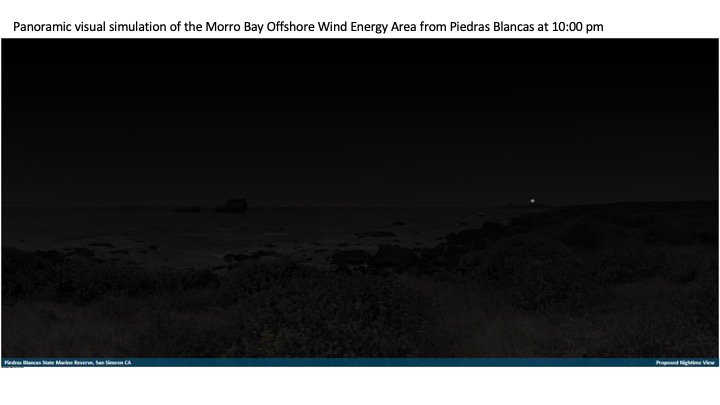 Panoramic visual simulation of the Morro Bay Offshore Wind Energy Area from Piedras Blancas at 10:00 pm
Piedras Blancas State Marine Reserve, San Simeon CA
Proposed Nightime View